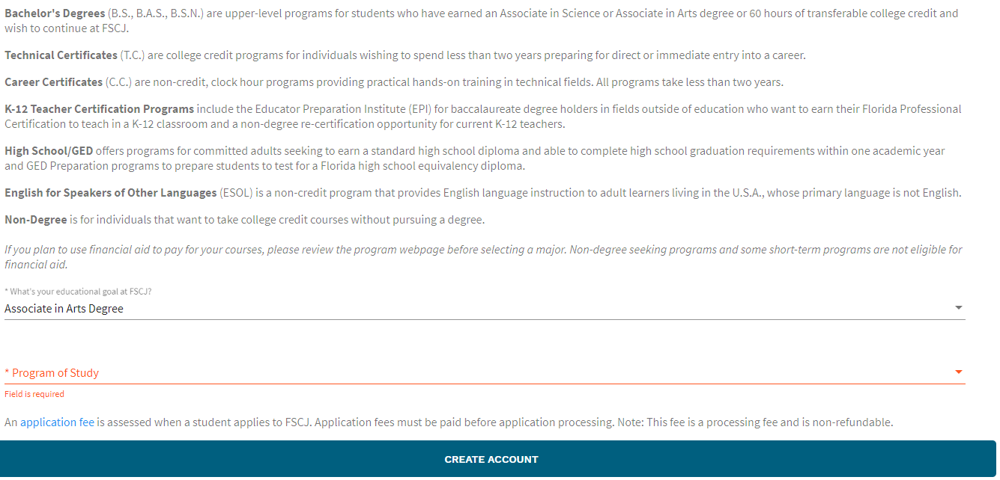 Bachelor's Degrees (B.S., B.A.S., B.S.N.) are upper-level programs for students who have earned an Associate in Science or Associate in Arts degree or 60 hours of transferable college credit and
wish to continue at FSCJ.
Technical Certificates (T.C.) are college credit programs for individuals wishing to spend less than two years preparing for direct or immediate entry into a career.
Career Certificates (C.C.) are non-credit, clock hour programs providing practical hands-on training in technical fields. All programs take less than two years.
K-12 Teacher Certification Programs include the Educator Preparation Institute (EPI) for baccalaureate degree holders in fields outside of education who want to earn their Florida Professional
Certification to teach in a K-12 classroom and a non-degree re-certification opportunity for current K-12 teachers.
High School/GED offers programs for committed adults seeking to earn a standard high school diploma and able to complete high school graduation requirements within one academic year
and GED Preparation programs to prepare students to test for a Florida high school equivalency diploma.
English for Speakers of Other Languages (ESOL) is a non-credit program that provides English language instruction to adult learners living in the U.S.A., whose primary language is not English.
Non-Degree is for individuals that want to take college credit courses without pursuing a degree.
If you plan to use financial aid to pay for your courses, please review the program webpage before selecting a major. Non-degree seeking programs and some short-term programs are not eligible for
financial aid.
* What's your educational goal at FSCJ?
Associate in Arts Degree
* Program of Study
Field is required
An application fee is assessed when a student applies to FSCJ. Application fees must be paid before application processing. Note: This fee is a processing fee and is non-refundable.
CREATE ACCOUNT